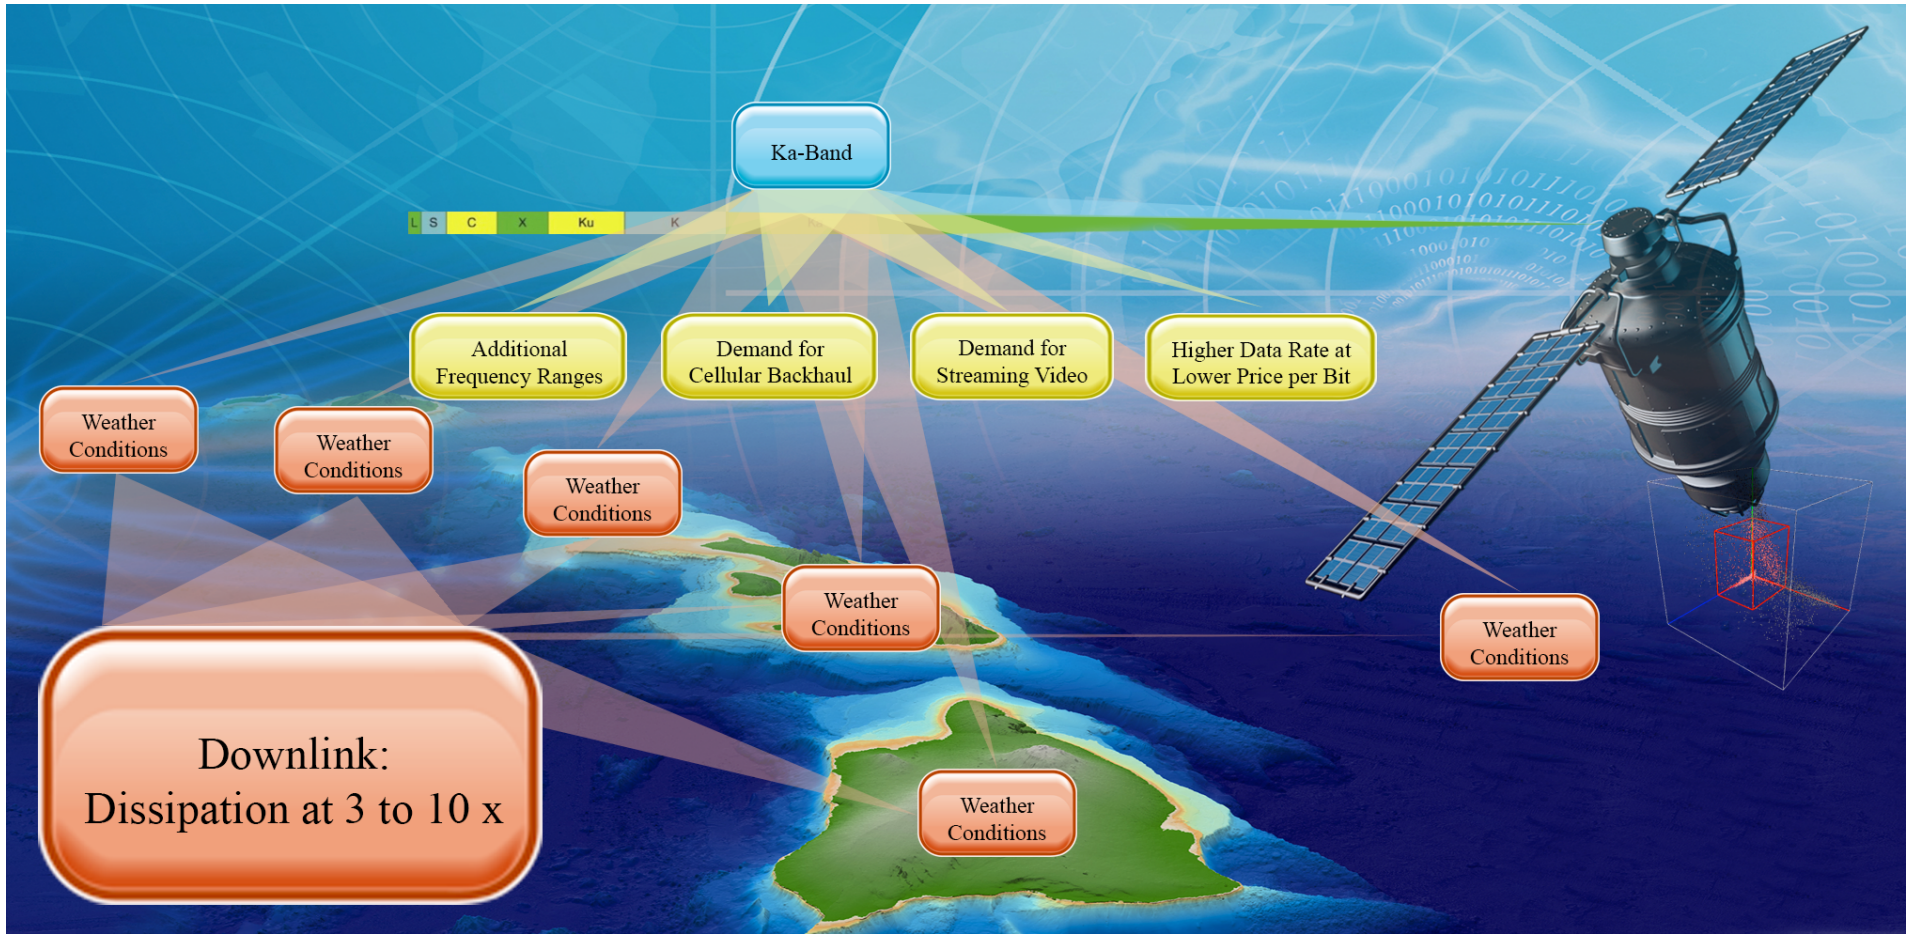 Ka-Band
L S C X Ku K Ka
Additional
Frequency Ranges
Demand for
Cellular Backhaul
Demand for
Streaming Video
Higher Data Rate at
Lower Price per Bit
Weather
Conditions
Weather
Conditions
Weather
Conditions
Weather
Conditions
Weather
Conditions
Weather
Conditions
Downlink:
Dissipation at 3 to 10 x